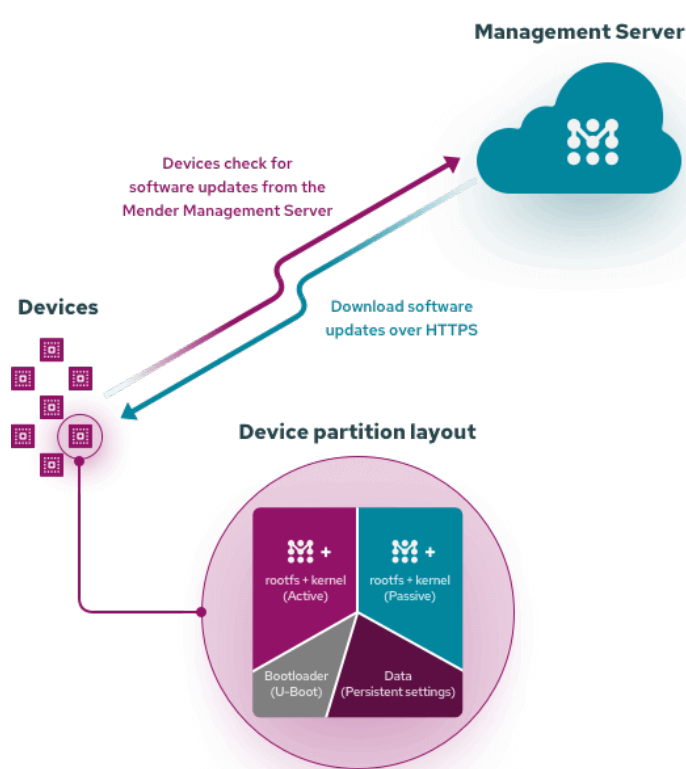 Management Server
Devices check for
software updates from the
Mender Management Server
Download software
updates over HTTPS
Devices
Device partition layout
+
rootfs + kernel
(Active)
+
rootfs + kernel
(Passive)
Bootloader
(U-Boot)
Data
(Persistent settings)